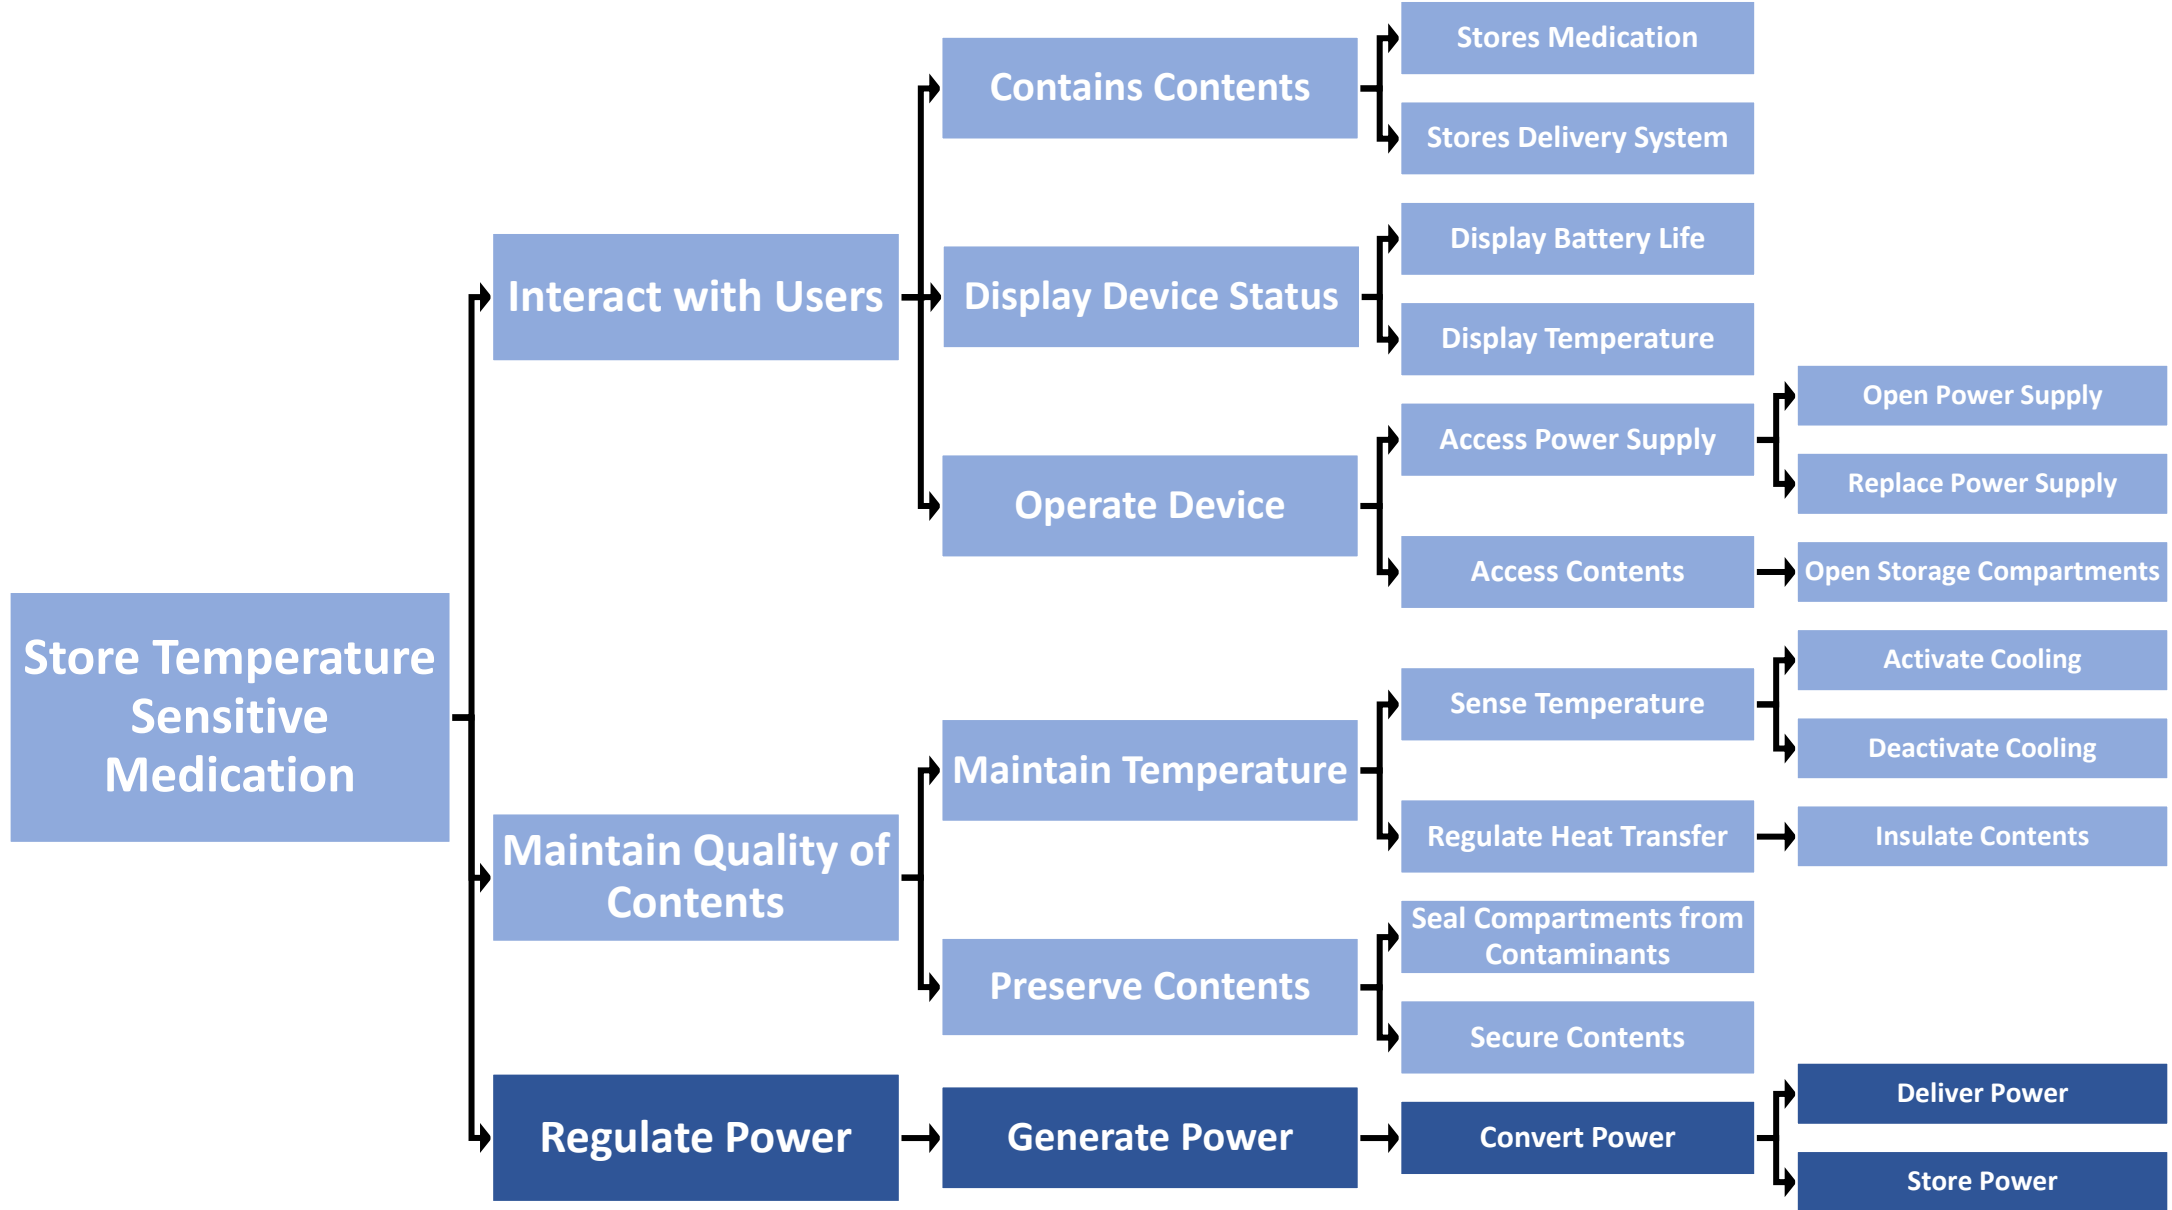 Stores Medication
Contains Contents
Stores Delivery System
Display Battery Life
Interact with Users
Display Device Status
Display Temperature
Open Power Supply
Access Power Supply
Replace Power Supply
Operate Device
Access Contents
Open Storage Compartments
Store Temperature
Sensitive
Medication
Activate Cooling
Sense Temperature
Deactivate Cooling
Maintain Temperature
Regulate Heat Transfer
Insulate Contents
Maintain Quality of
Contents
Seal Compartments from
Contaminants
Preserve Contents
Secure Contents
Deliver Power
Regulate Power
Generate Power
Convert Power
Store Power